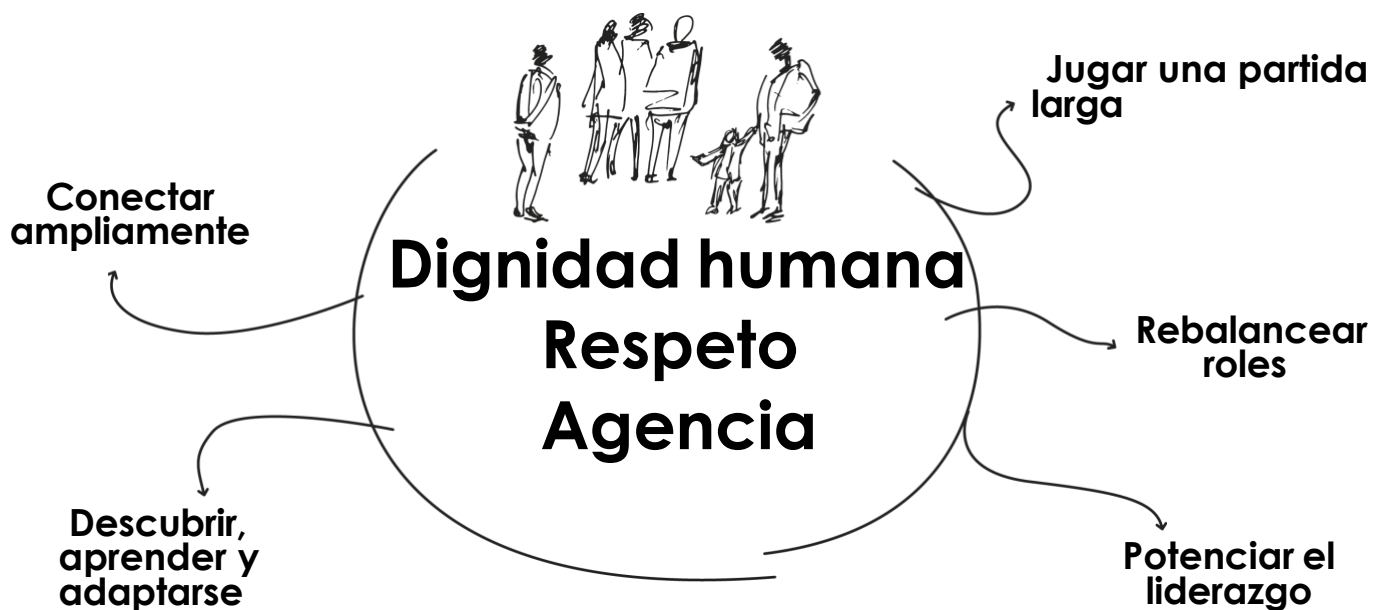 Dignidad humana
Respeto
Agencia
Conectar
ampliamente
Descubrir,
aprender y
adaptarse
Jugar una partida
larga
Rebalancear
roles
Potenciar el
liderazgo